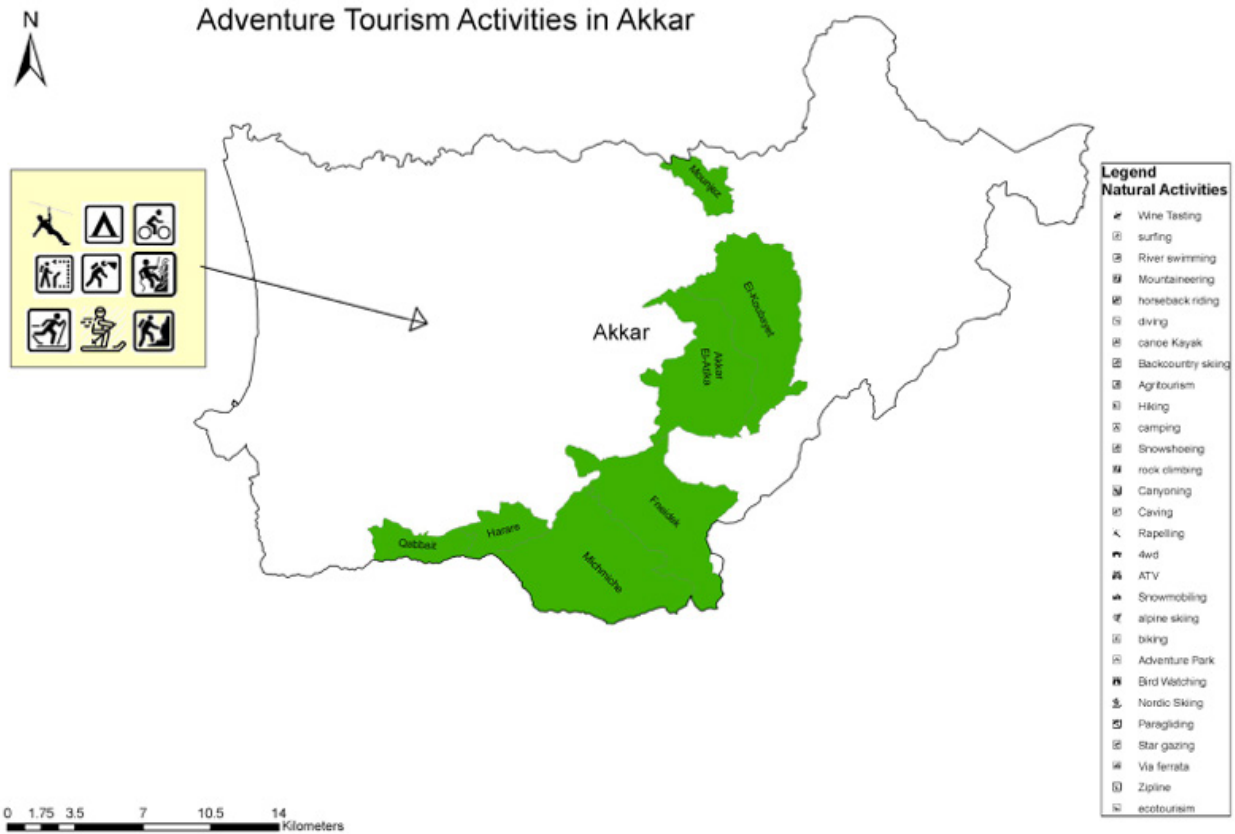 N
Adventure Tourism Activities in Akkar
Mounjez
El-Koubayet
Akkar
Akkar
El-Atika
Fneidek
Harare
Qabbait
Michmiche
Legend
Natural Activities
Wine Tasting
surfing
River swimming
Mountaineering
horseback riding
diving
canoe Kayak
Backcountry skiing
Agritourism
Hiking
camping
Snowshoeing
rock climbing
Canyoning
Caving
Rapelling
4wd
ATV
Snowmobiling
alpine skiing
biking
Adventure Park
Bird Watching
Nordic Skiing
Paragliding
Star gazing
Via ferrata
Zipline
ecotourisim
0 1.75 3.5 7 10.5 14
Kilometers